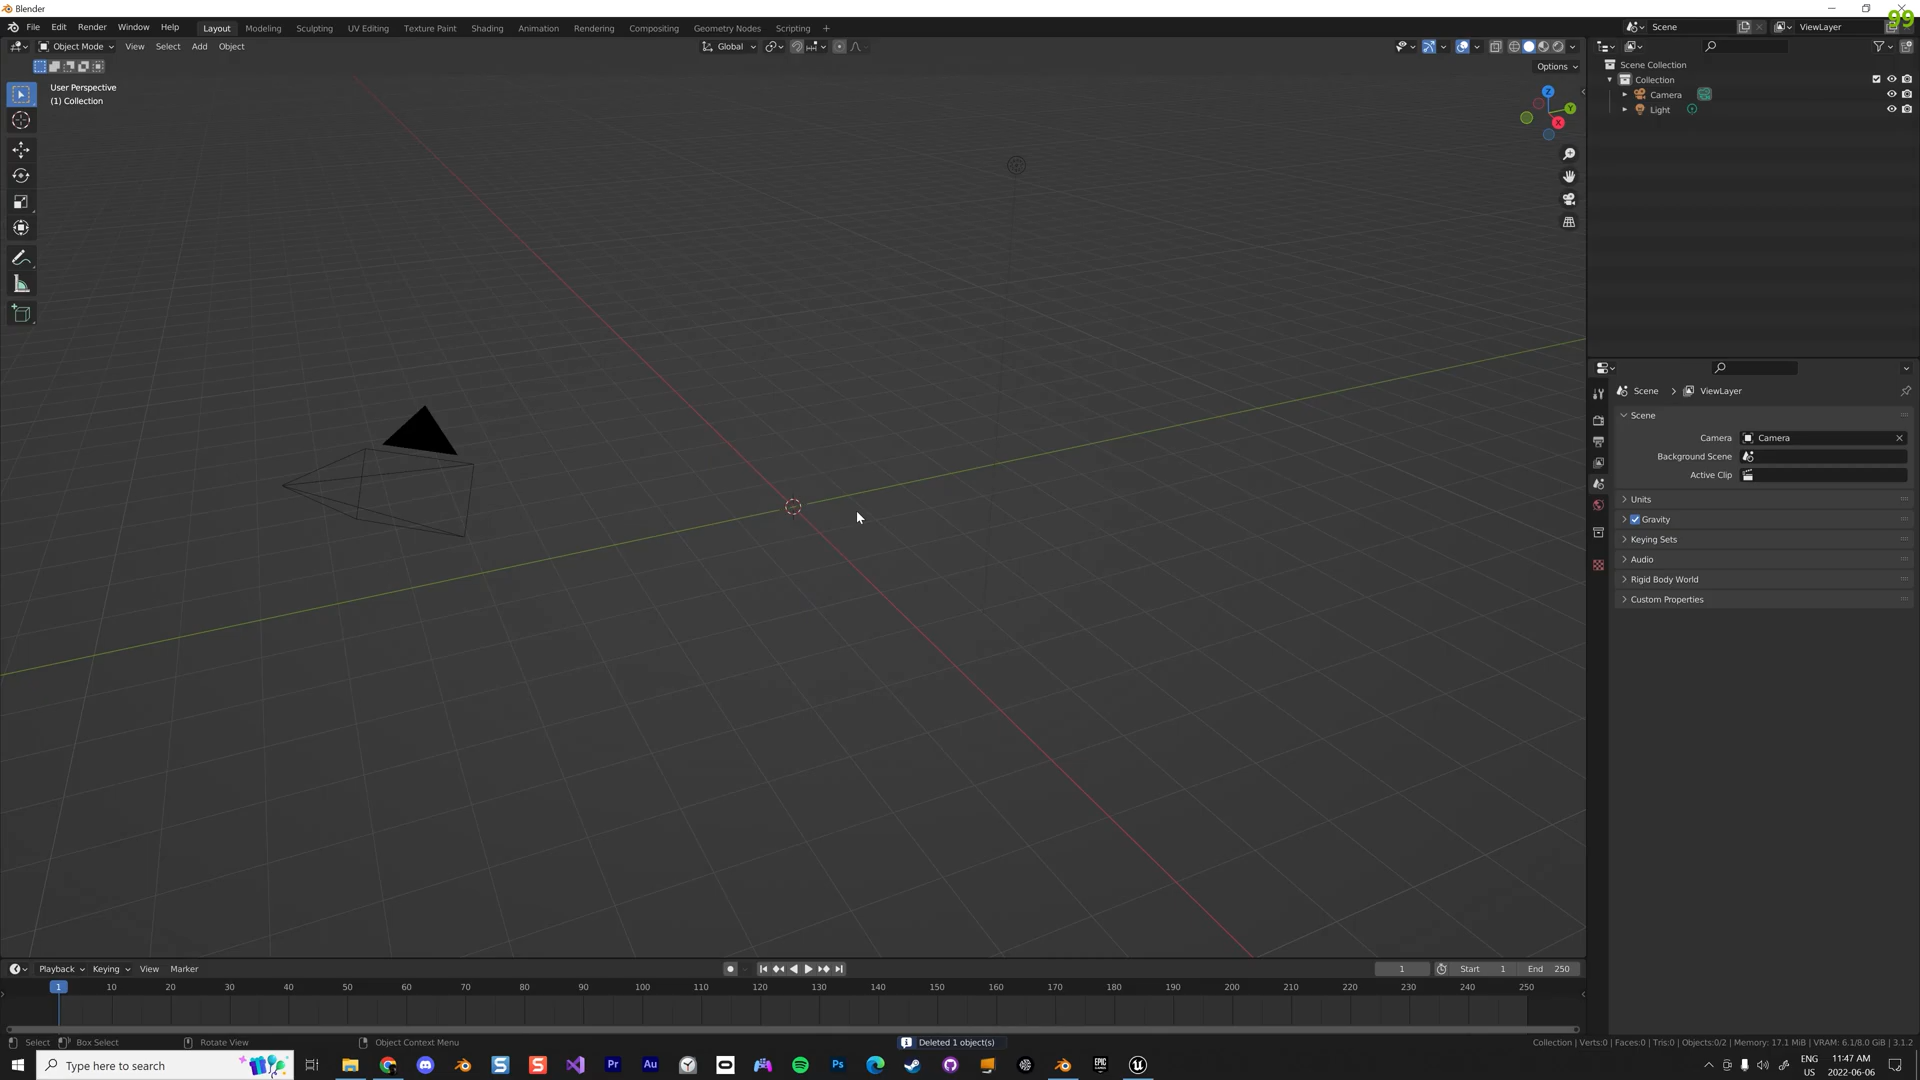 Blender
99
File Edit Render Window Help Layout Modeling Sculpting UV Editing Texture Paint Shading Animation Rendering Compositing Geometry Nodes Scripting + Scene ViewLayer
Object Mode View Select Add Object Global
Options
User Perspective
(1) Collection
Z
Y
X
Scene Collection
Collection
Camera
Light
Scene > ViewLayer
Scene
Camera Camera
Background Scene
Active Clip
Units
Gravity
Keying Sets
Audio
Rigid Body World
Custom Properties
Playback Keying View Marker 1 Start 1 End 250
1 10 20 30 40 50 60 70 80 90 100 110 120 130 140 150 160 170 180 190 200 210 220 230 240 250
Select Box Select Rotate View Object Context Menu Deleted 1 object(s) Collection | Verts:0 | Faces:0 | Tris:0 | Objects:0/2 | Memory: 17.1 MiB | VRAM: 6.1/8.0 GiB | 3.1.2
Type here to search Pr Au Ps EPIC GAMES ENG 11:47 AM
US 2022-06-06